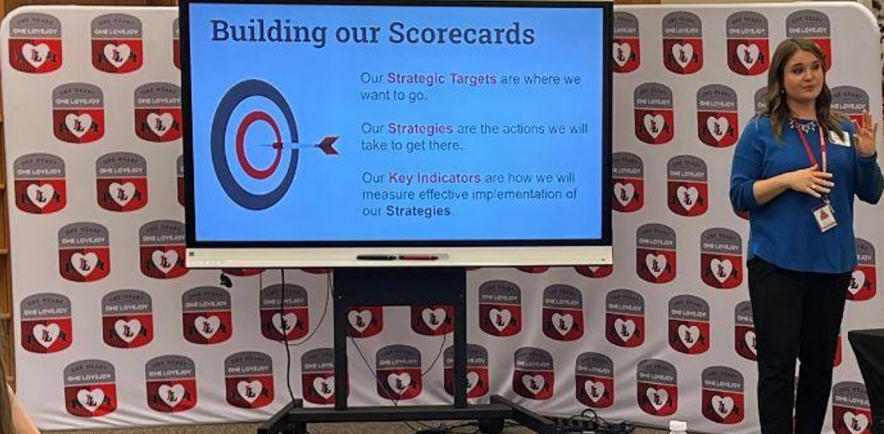 Building our Scorecards
Our Strategic Targets are where we
want to go.
Our Strategies are the actions we will
take to get there.
Our Key Indicators are how we will
measure effective implementation of
our Strategies.
ONE HEART
ONE LOVEJOY